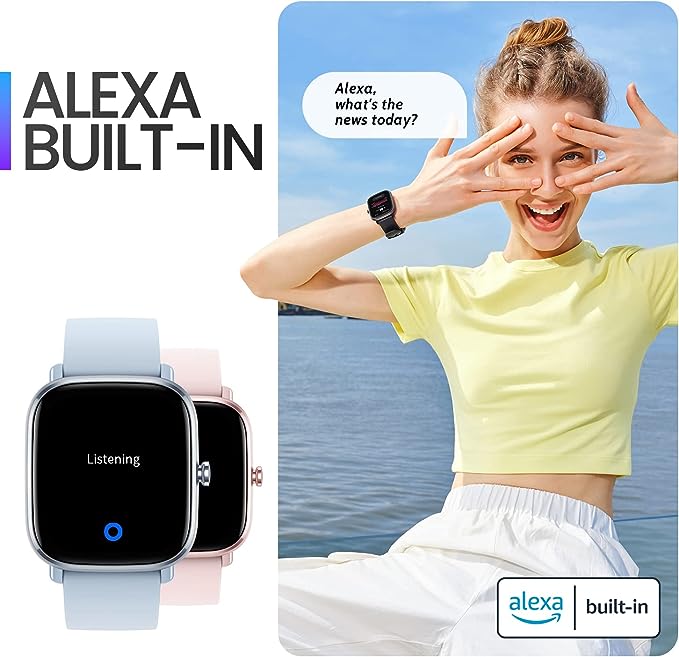 ALEXA
BUILT-IN
Alexa,
what's the
news today?
Listening
alexa
built-in